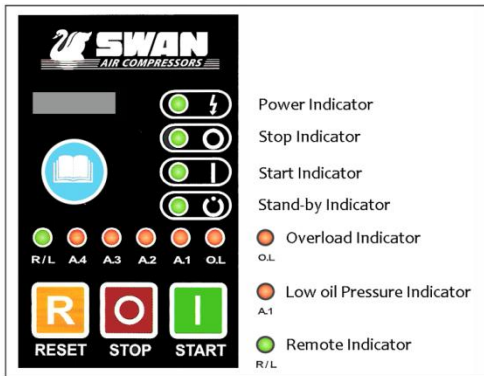 SWAN
AIR COMPRESSORS
Power Indicator
Stop Indicator
Start Indicator
Stand-by Indicator
R/L A.4 A.3 A.2 A.1 O.L
Overload Indicator
O.L
Low oil Pressure Indicator
A.1
R
O
I
RESET STOP START
Remote Indicator
R/L